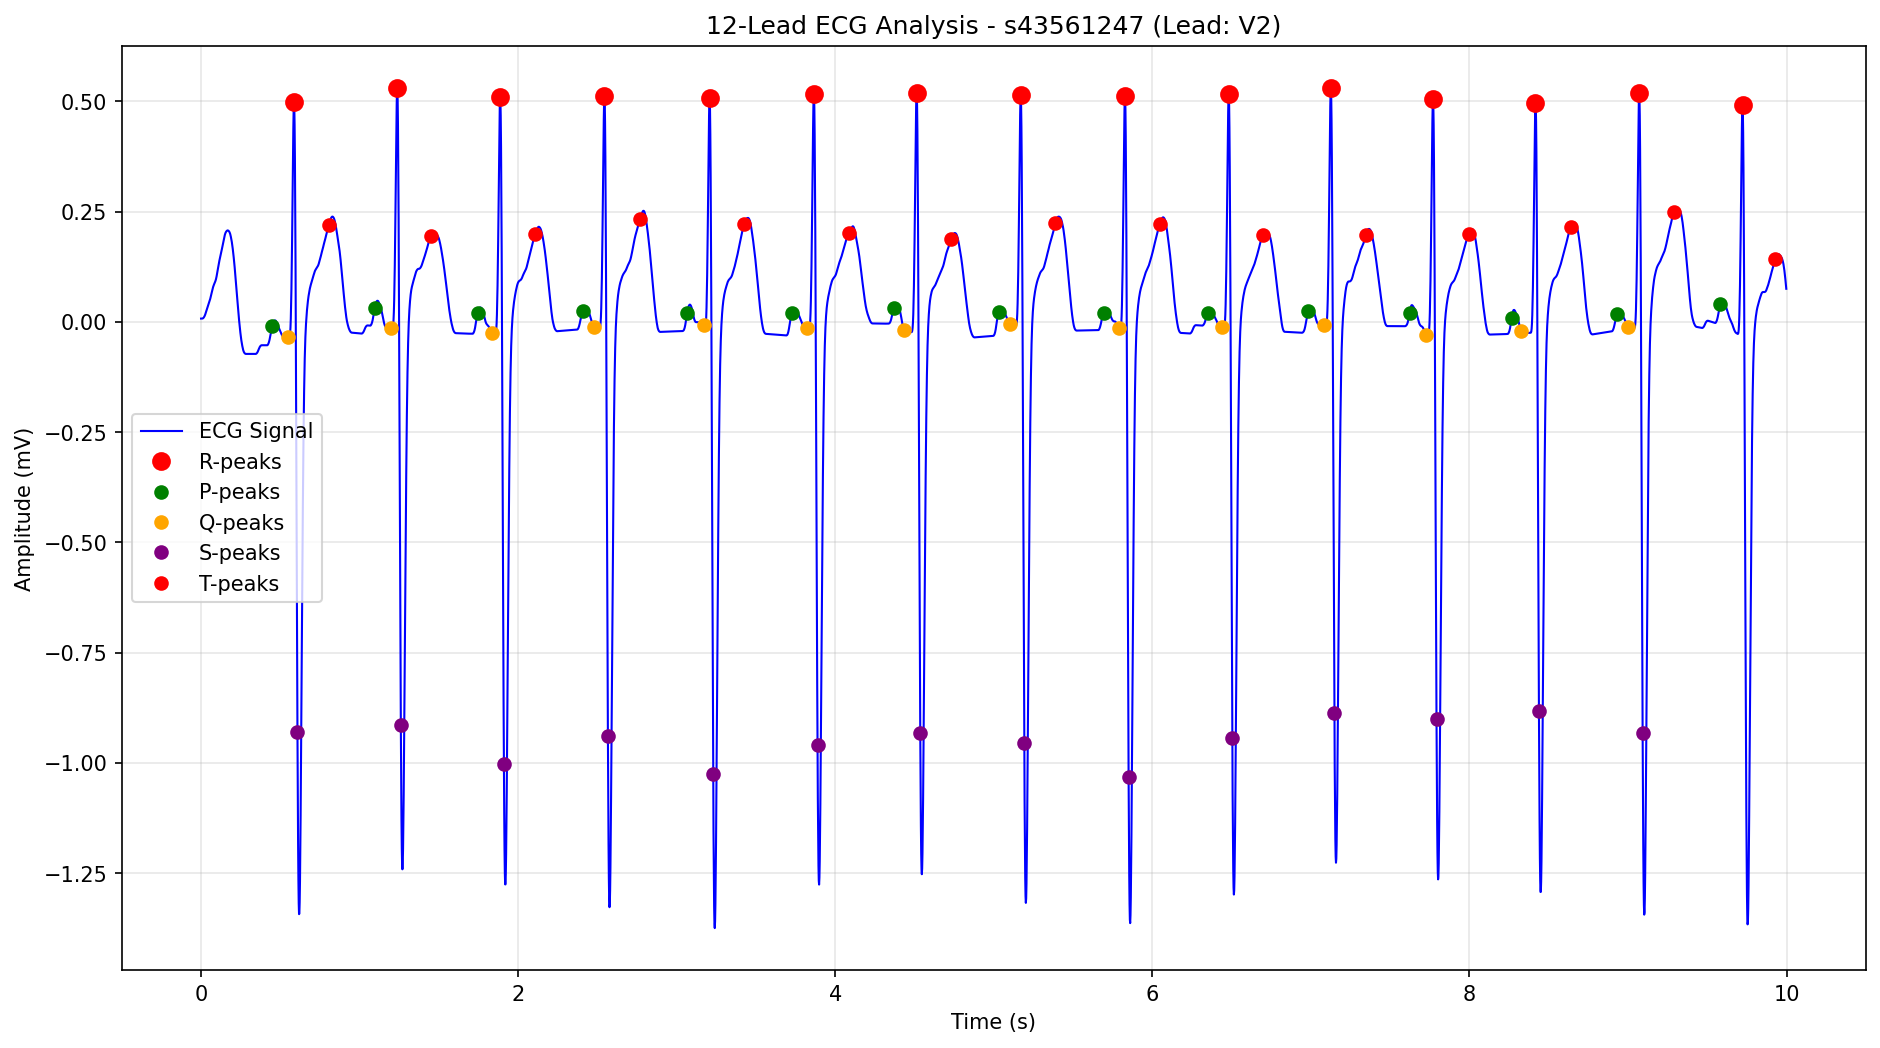 12-Lead ECG Analysis - s43561247 (Lead: V2)
Amplitude (mV)
0.50
0.25
0.00
−0.25
−0.50
−0.75
−1.00
−1.25
ECG Signal
R-peaks
P-peaks
Q-peaks
S-peaks
T-peaks
0 2 4 6 8 10
Time (s)